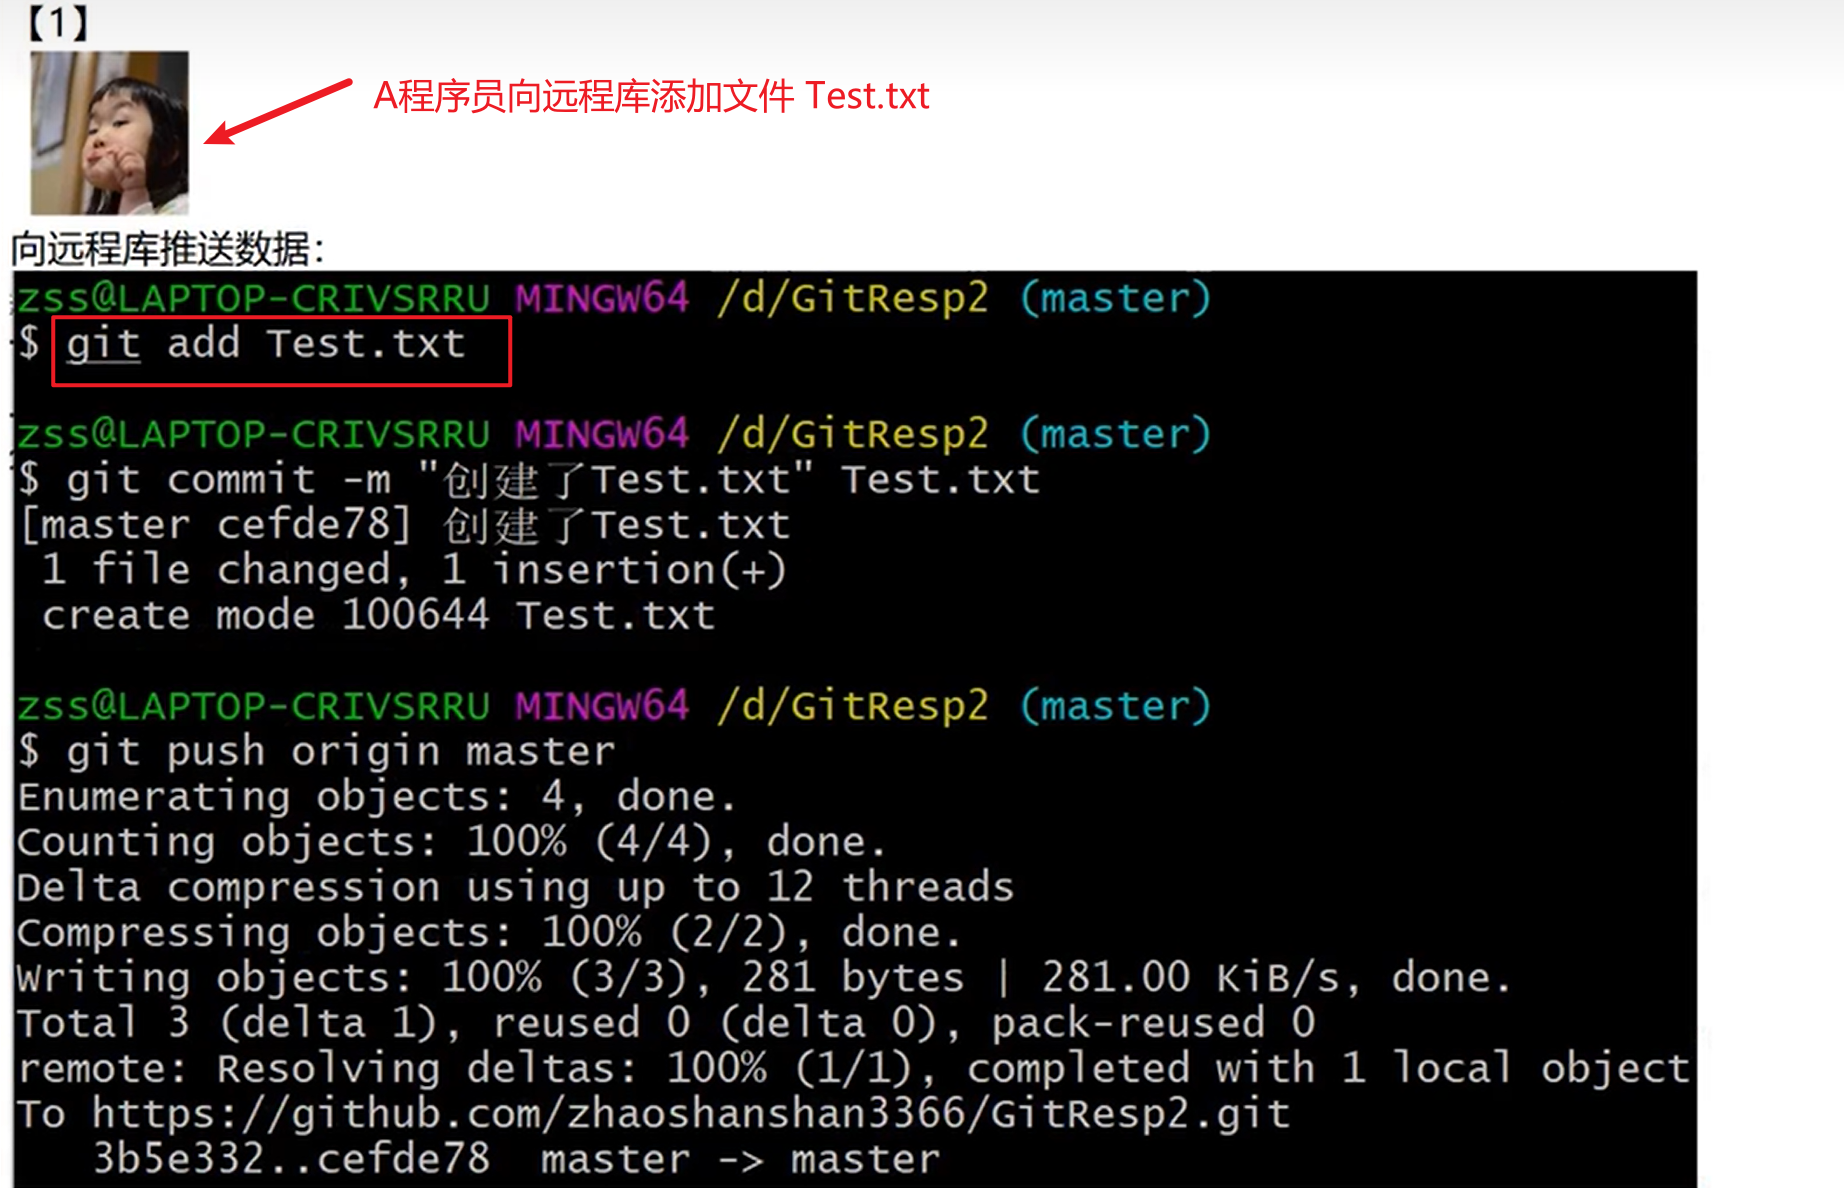 【1】
A程序员向远程库添加文件 Test.txt
向远程库推送数据：
zss@LAPTOP-CRIVSRRU MINGW64 /d/GitResp2 (master)
$ git add Test.txt
zss@LAPTOP-CRIVSRRU MINGW64 /d/GitResp2 (master)
$ git commit -m "创建了Test.txt" Test.txt
[master cefde78] 创建了Test.txt
1 file changed, 1 insertion(+)
create mode 100644 Test.txt
zss@LAPTOP-CRIVSRRU MINGW64 /d/GitResp2 (master)
$ git push origin master
Enumerating objects: 4, done.
Counting objects: 100% (4/4), done.
Delta compression using up to 12 threads
Compressing objects: 100% (2/2), done.
Writing objects: 100% (3/3), 281 bytes | 281.00 KiB/s, done.
Total 3 (delta 1), reused 0 (delta 0), pack-reused 0
remote: Resolving deltas: 100% (1/1), completed with 1 local object
To https://github.com/zhaoshanshan3366/GitResp2.git
3b5e332..cefde78 master -> master